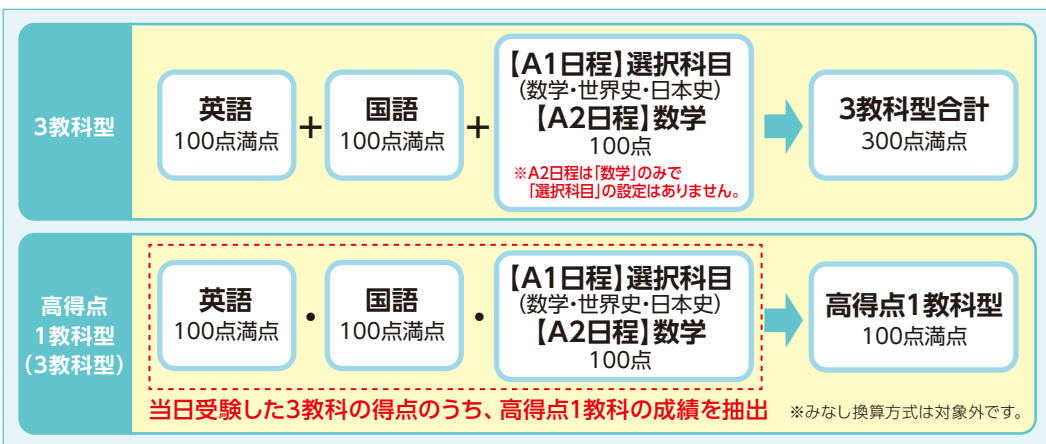 3教科型
英語
100点満点
+
国語
100点満点
+
【A1日程】選択科目
(数学・世界史・日本史)
【A2日程】数学
100点
※A2日程は「数学」のみで
「選択科目」の設定はありません。
3教科型合計
300点満点
高得点
1教科型
(3教科型)
英語
100点満点
・
国語
100点満点
・
【A1日程】選択科目
(数学・世界史・日本史)
【A2日程】数学
100点
高得点1教科型
100点満点
当日受験した3教科の得点のうち、高得点1教科の成績を抽出
※みなし換算方式は対象外です。